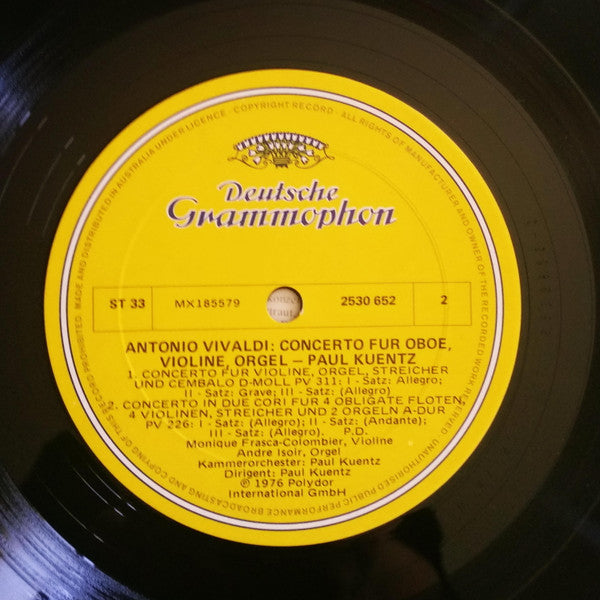 MADE AND DISTRIBUTED IN AUSTRALIA UNDER LICENCE - COPYRIGHT RECORD - ALL RIGHTS OF MANUFACTURER AND OWNER OF THE RECORDED WORK RESERVED
UNAUTHORISED PUBLIC PERFORMANCE BROADCASTING AND COPYING OF THIS RECORD PROHIBITED
Deutsche
Grammophon
ST 33 MX185579 2530 652 2
ANTONIO VIVALDI: CONCERTO FUR OBOE,
VIOLINE, ORGEL – PAUL KUENTZ
1. CONCERTO FUR VIOLINE, ORGEL, STREICHER
UND CEMBALO D-MOLL PV 311: I - Satz: Allegro;
II - Satz: Grave; III - Satz: (Allegro)
2. CONCERTO IN DUE CORI FUR 4 OBLIGATE FLOTEN,
4 VIOLINEN, STREICHER UND 2 ORGELN A-DUR
PV 226: I - Satz: (Allegro); II - Satz: (Andante);
III - Satz: (Allegro). P.D.
Monique Frasca-Colombier, Violine
Andre Isoir, Orgel
Kammerorchester: Paul Kuentz
Dirigent: Paul Kuentz
℗ 1976 Polydor
International GmbH